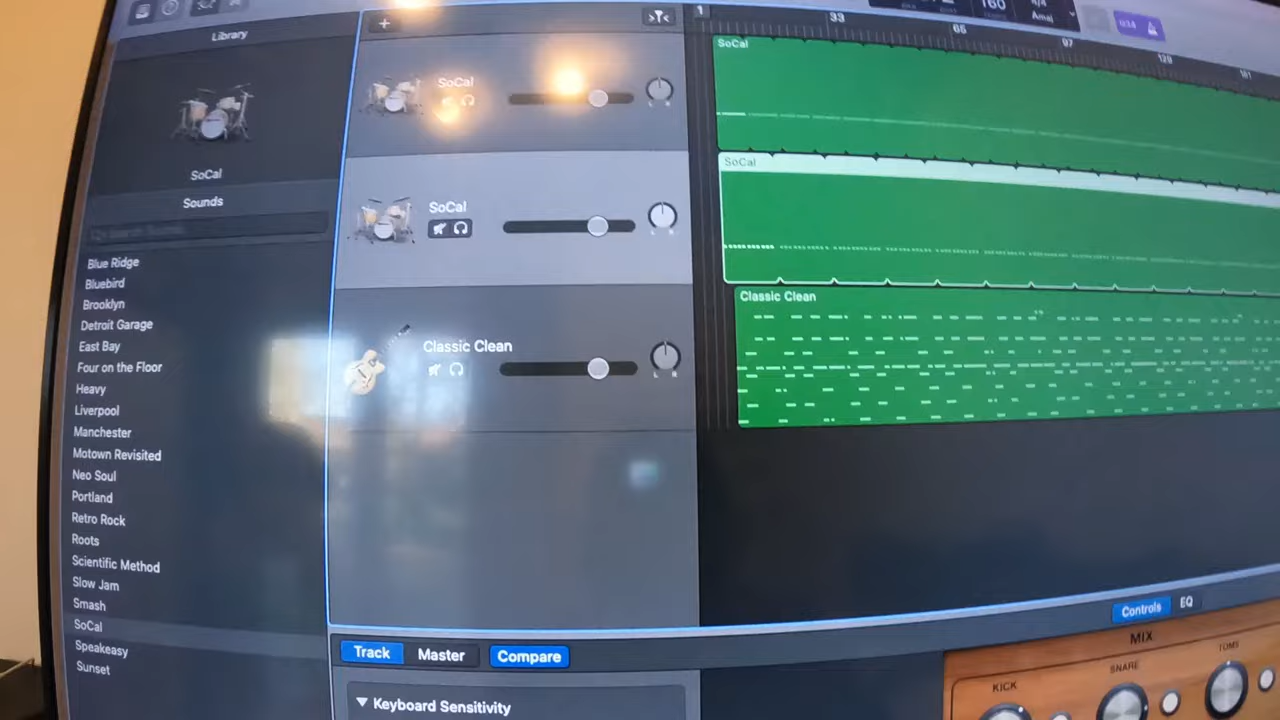 Library
SoCal
Sounds
Blue Ridge
Bluebird
Brooklyn
Detroit Garage
East Bay
Four on the Floor
Heavy
Liverpool
Manchester
Motown Revisited
Neo Soul
Portland
Retro Rock
Roots
Scientific Method
Slow Jam
Smash
SoCal
Speakeasy
Sunset
SoCal
SoCal
Classic Clean
L R
1 33 65 97 129 161
160
4/4
Amaj
SoCal
SoCal
Classic Clean
Track Master Compare
Keyboard Sensitivity
Controls EQ
MIX
KICK SNARE TOMS